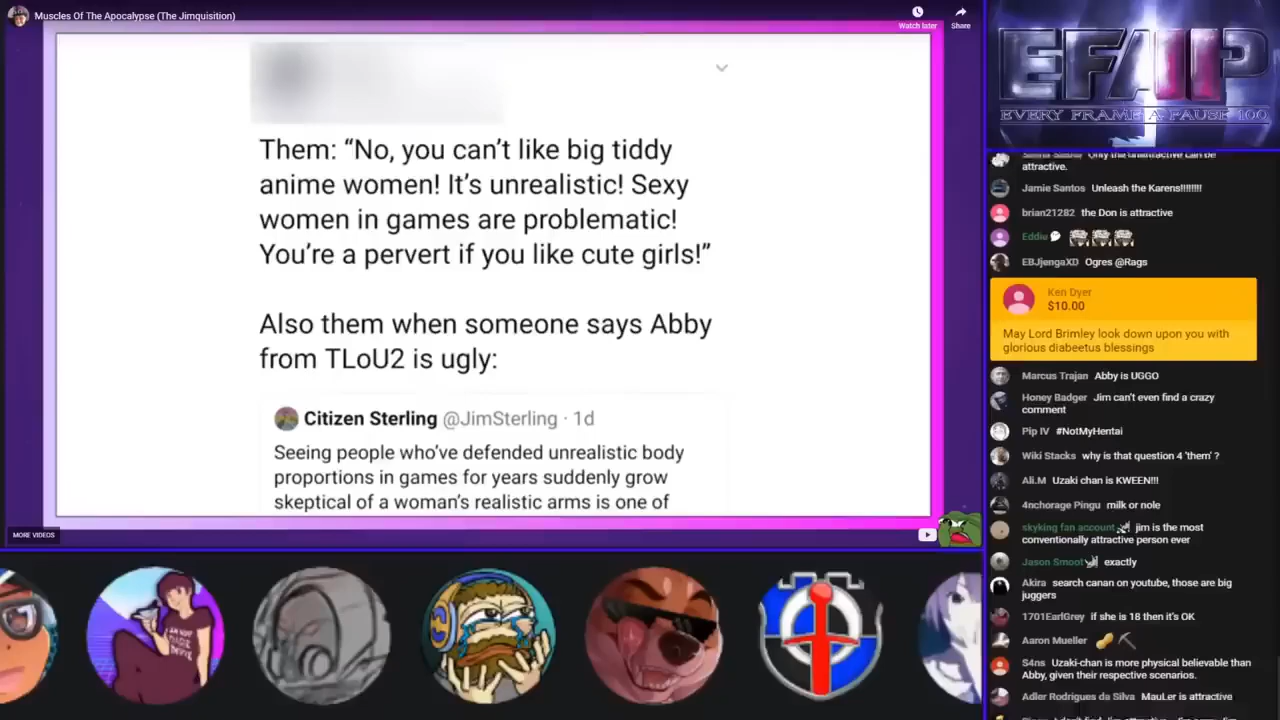 Muscles Of The Apocalypse (The Jimquisition)
Watch later
Share
Them: “No, you can’t like big tiddy
anime women! It’s unrealistic! Sexy
women in games are problematic!
You’re a pervert if you like cute girls!”
Also them when someone says Abby
from TLoU2 is ugly:
Citizen Sterling @JimSterling · 1d
Seeing people who’ve defended unrealistic body
proportions in games for years suddenly grow
skeptical of a woman’s realistic arms is one of
MORE VIDEOS
EFAP
EVERY FRAME A PAUSE 100
attractive.
Jamie Santos Unleash the Karens!!!!!!!!
brian21282 the Don is attractive
Eddiu
EBJjengaXD Ogres @Rags
Ken Dyer
$10.00
May Lord Brimley look down upon you with
glorious diabeetus blessings
Marcus Trajan Abby is UGGO
Honey Badger Jim can't even find a crazy
comment
Pip IV #NotMyHentai
Wiki Stacks why is that question 4 'them' ?
Ali.M Uzaki chan is KWEEN!!!
4nchorage Pingu milk or nole
skyking fan account jim is the most
conventionally attractive person ever
Jason Smoot exactly
Akira search canan on youtube, those are big
juggers
1701EarlGrey if she is 18 then it's OK
Aaron Mueller
S4ns Uzaki-chan is more physical believable than
Abby, given their respective scenarios.
Adler Rodrigues da Silva MauLer is attractive